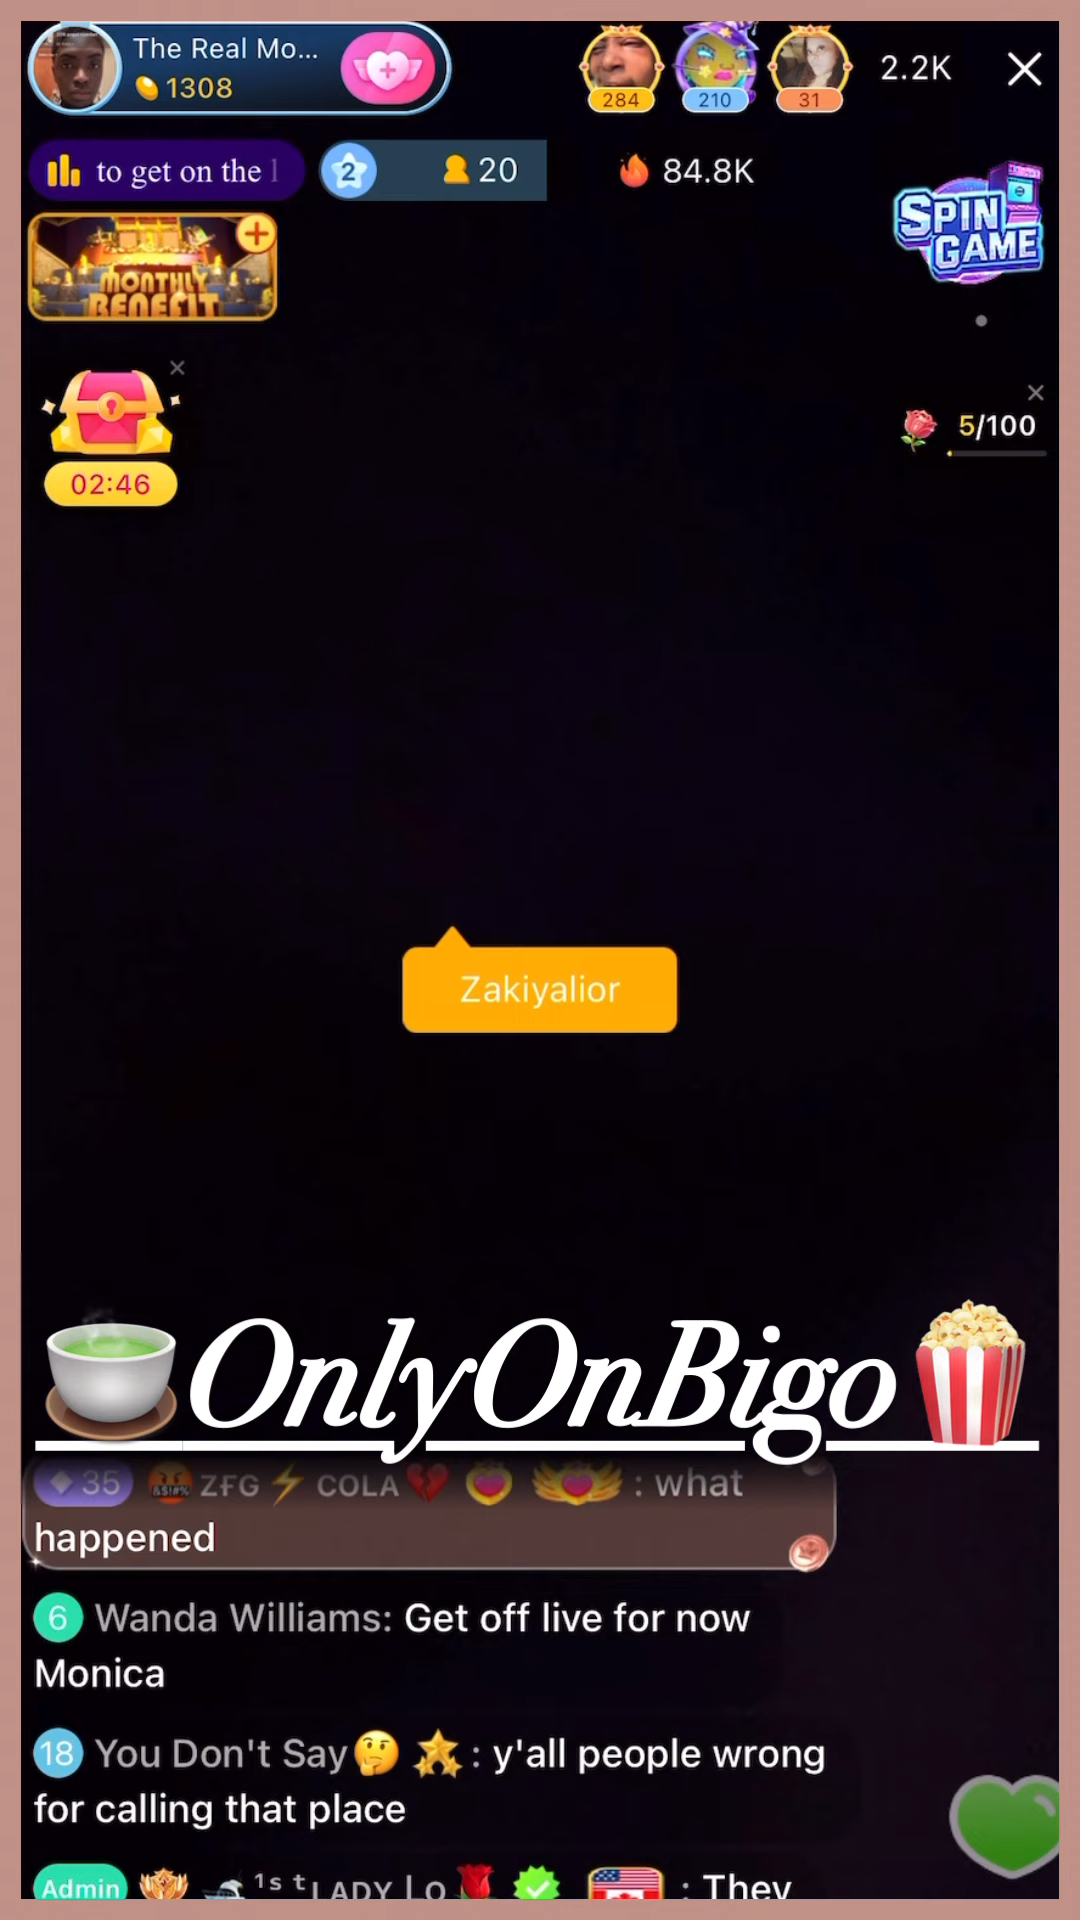 The Real Mo...
1308
284
210
31
2.2K
to get on the
2
20
84.8K
SPIN
GAME
MONTHLY
BENEFIT
5/100
02:46
Zakiyalior
OnlyOnBigo
35 ZFG⚡COLA💔 : what
happened
6 Wanda Williams: Get off live for now
Monica
18 You Don't Say🤔 : y'all people wrong
for calling that place
Admin ¹ˢᵗLADY LO🌹 : They